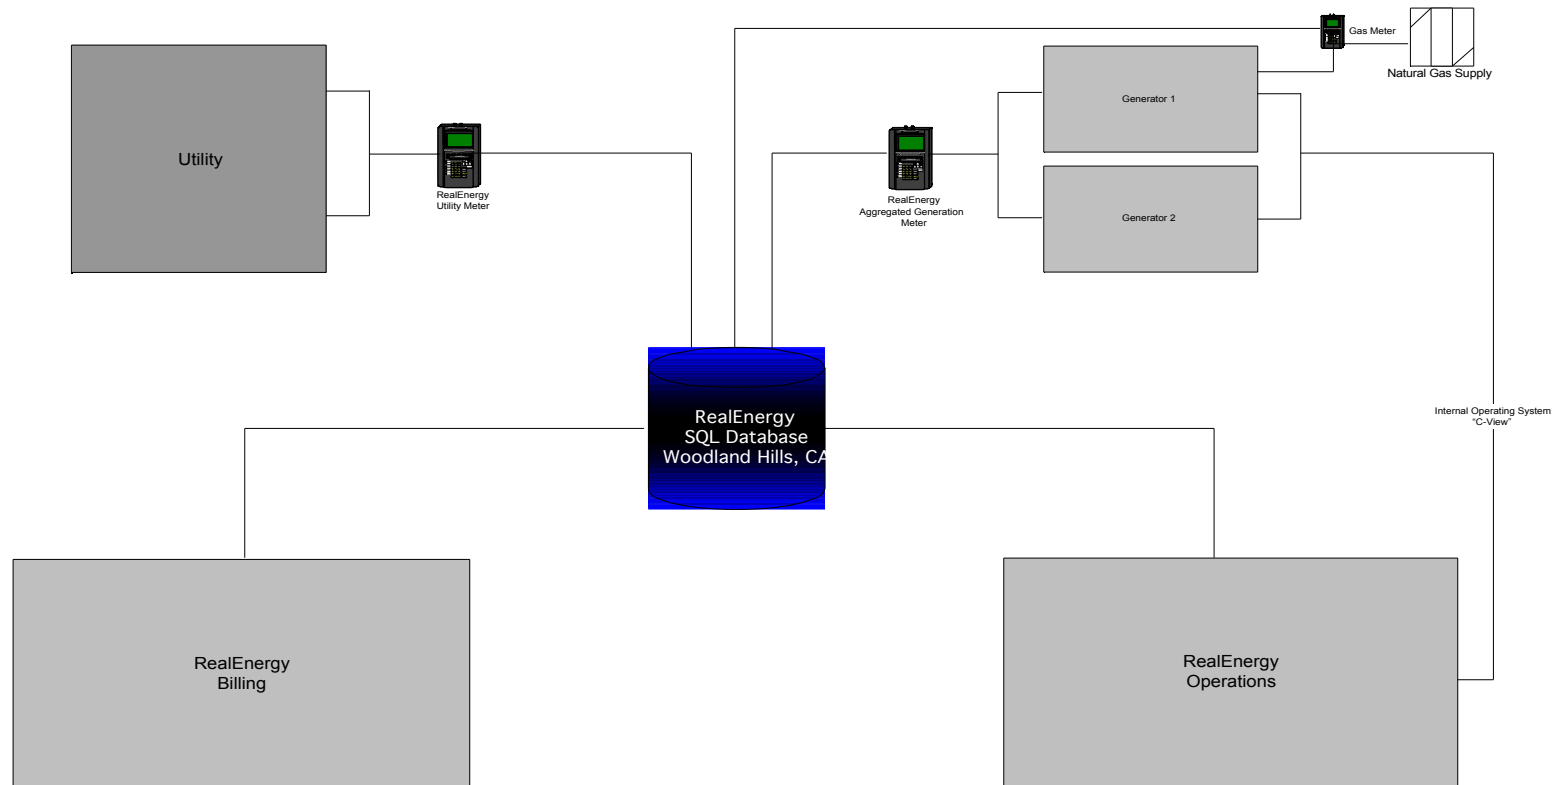 Gas Meter
Natural Gas Supply
Generator 1
Utility
RealEnergy
Utility Meter
RealEnergy
Aggregated Generation
Meter
Generator 2
RealEnergy
SQL Database
Woodland Hills, CA
Internal Operating System
"C-View"
RealEnergy
Billing
RealEnergy
Operations